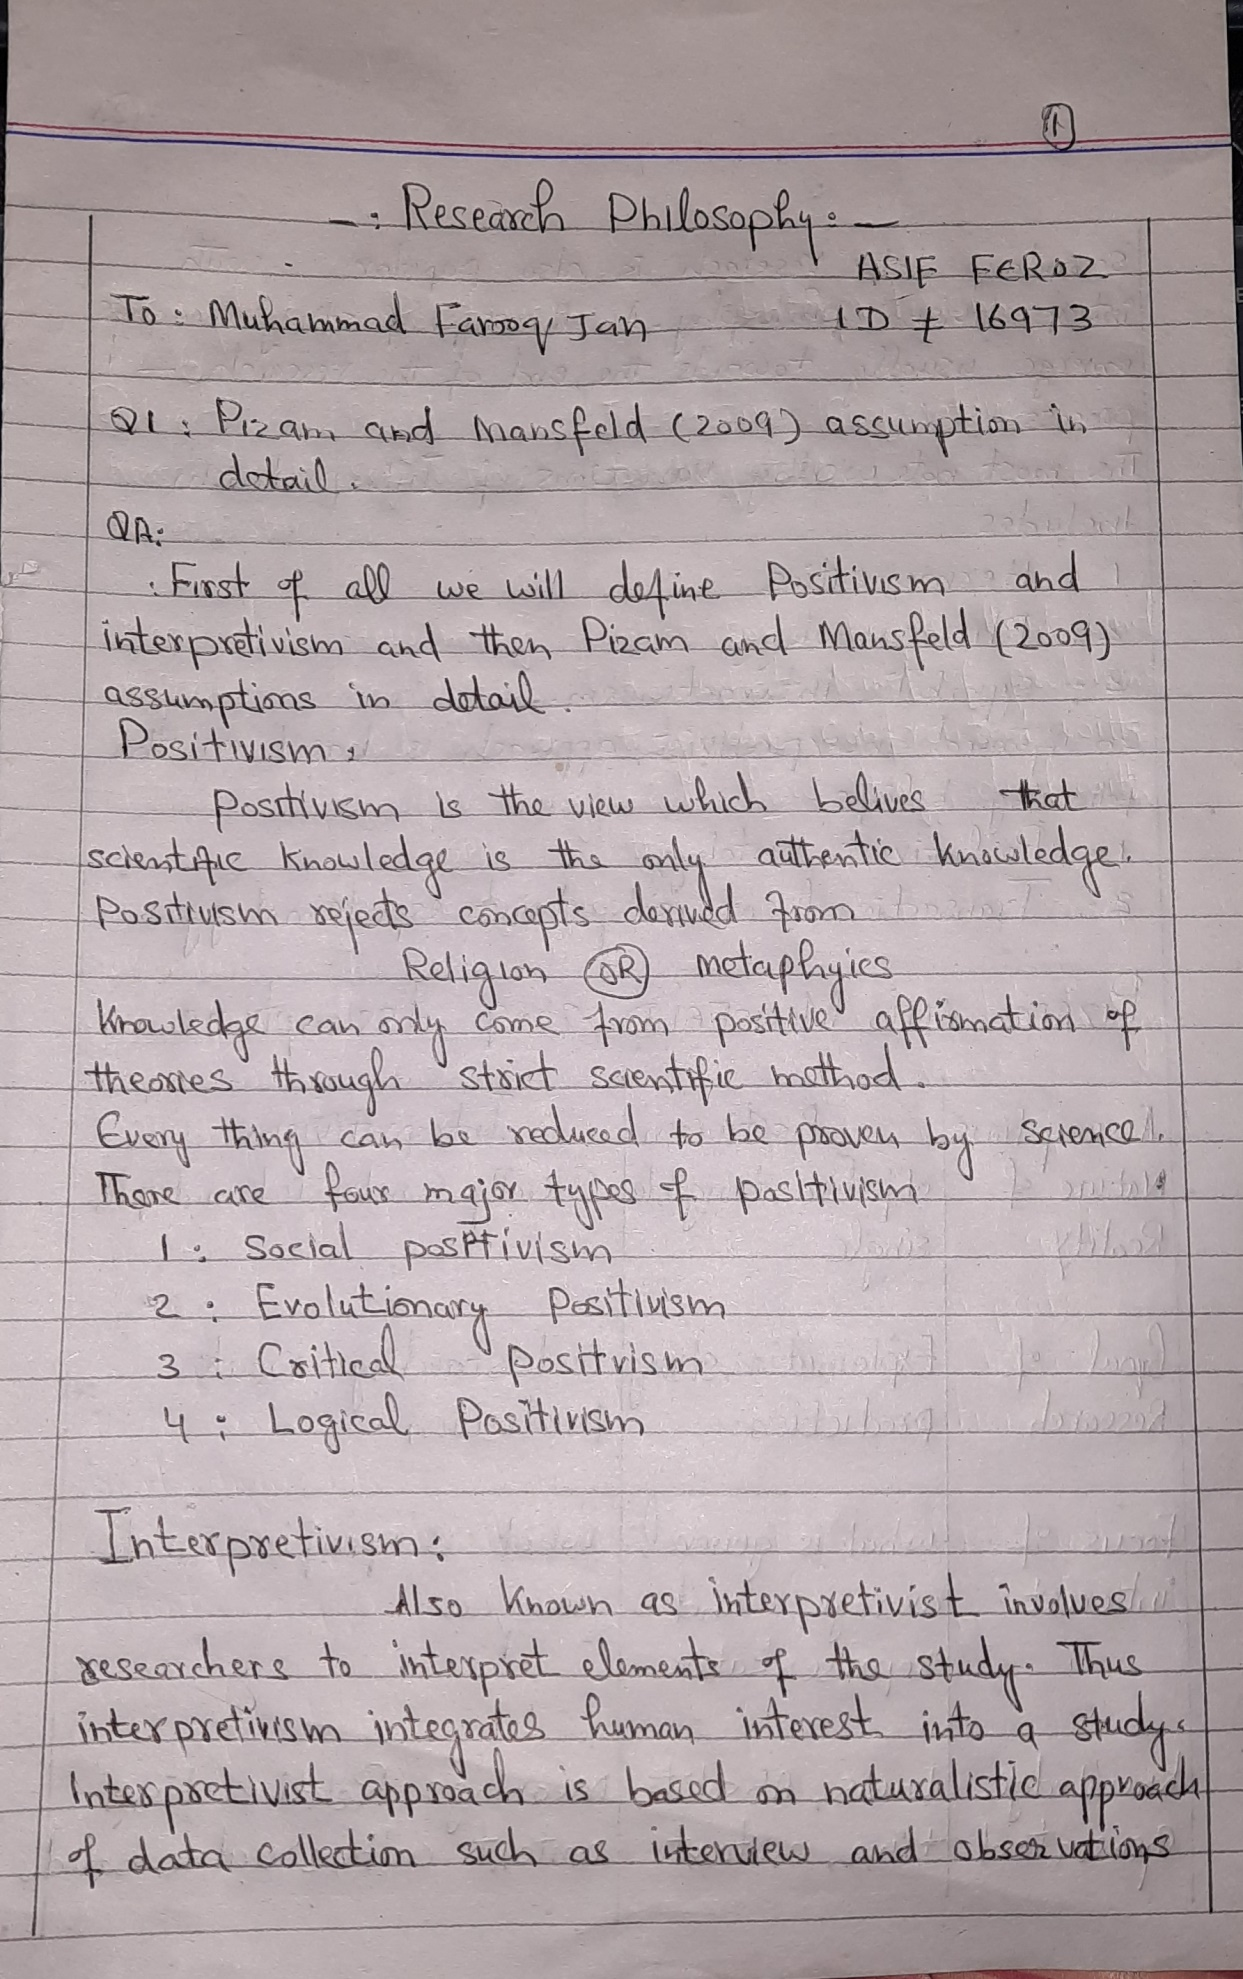 1
-: Research Philosophy:-
ASIF FEROZ
To: Muhammad Farooq Jan ID # 16973
Q1: Pizam and Mansfeld (2009) assumption in
detail.
QA:
First of all we will define Positivism and
interpretivism and then Pizam and Mansfeld (2009)
assumptions in detail.
Positivism,
Positivism is the view which belives that
scientific knowledge is the only authentic knowledge.
Positivism rejects concepts derived from
Religion OR metaphyics
Knowledge can only come from positive affirmation of
theories through strict scientific method.
Every thing can be reduced to be proven by science.
There are four major types of positivism
1: Social positivism
2: Evolutionary Positivism
3: Critical positvism
4: Logical Positivism
Interpretivism:
Also Known as interpretivist involves
researchers to interpret elements of the study. Thus
interpretivism integrates human interest into a study.
Interpretivist approach is based on naturalistic approach
of data collection such as interview and observations